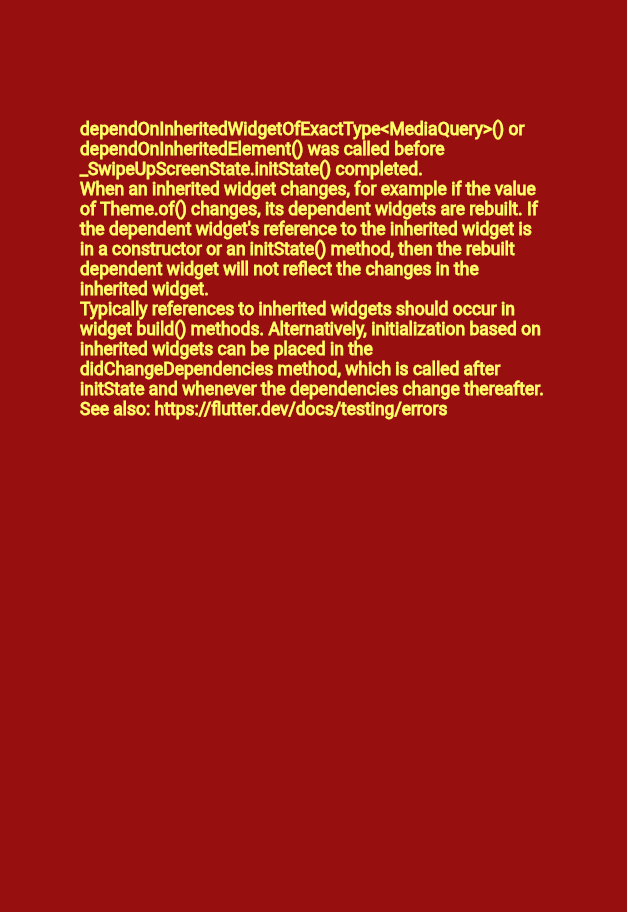 dependOnInheritedWidgetOfExactType<MediaQuery>() or
dependOnInheritedElement() was called before
_SwipeUpScreenState.initState() completed.
When an inherited widget changes, for example if the value
of Theme.of() changes, its dependent widgets are rebuilt. If
the dependent widget's reference to the inherited widget is
in a constructor or an initState() method, then the rebuilt
dependent widget will not reflect the changes in the
inherited widget.
Typically references to inherited widgets should occur in
widget build() methods. Alternatively, initialization based on
inherited widgets can be placed in the
didChangeDependencies method, which is called after
initState and whenever the dependencies change thereafter.
See also: https://flutter.dev/docs/testing/errors